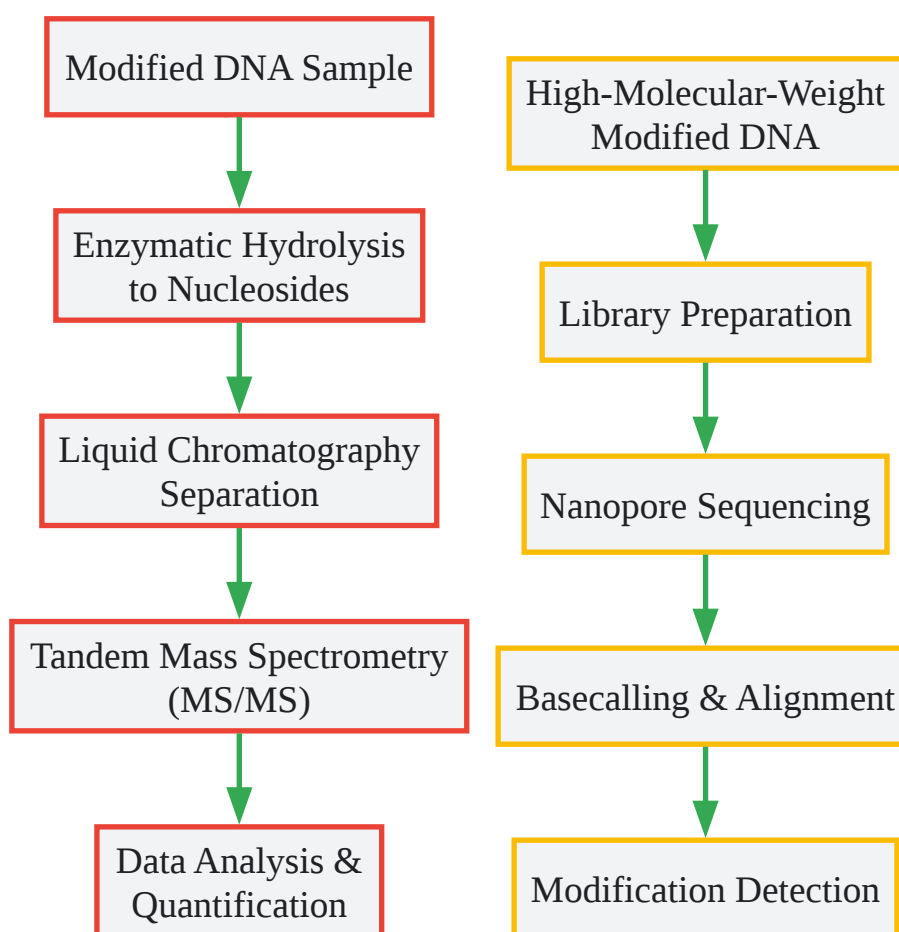 Modified DNA Sample
Enzymatic Hydrolysis
to Nucleosides
Liquid Chromatography
Separation
Tandem Mass Spectrometry
(MS/MS)
Data Analysis &
Quantification
High-Molecular-Weight
Modified DNA
Library Preparation
Nanopore Sequencing
Basecalling & Alignment
Modification Detection